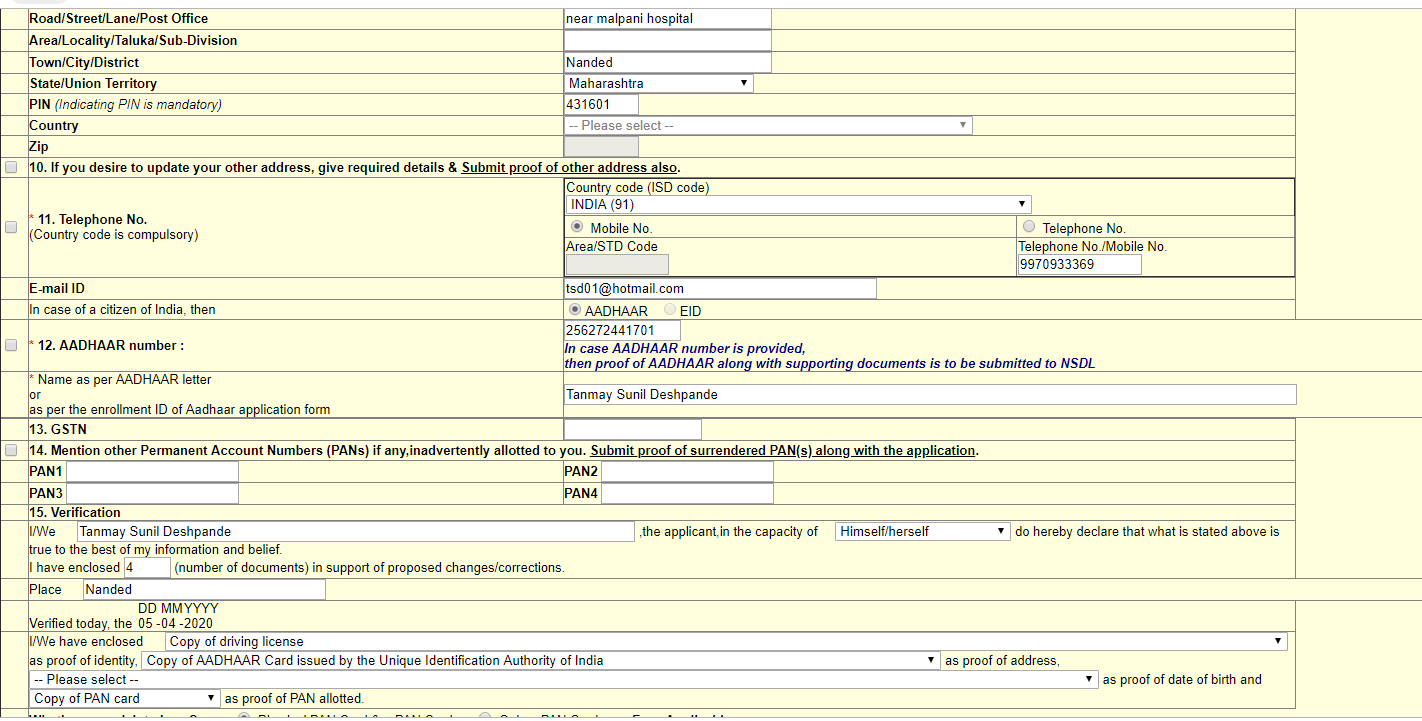 Road/Street/Lane/Post Office near malpani hospital
Area/Locality/Taluka/Sub-Division
Town/City/District Nanded
State/Union Territory Maharashtra
PIN (Indicating PIN is mandatory) 431601
Country -- Please select --
Zip
10. If you desire to update your other address, give required details & Submit proof of other address also.
Country code (ISD code)
INDIA (91)
* 11. Telephone No.
(Country code is compulsory)
Mobile No. Telephone No.
Area/STD Code Telephone No./Mobile No.
9970933369
E-mail ID tsd01@hotmail.com
In case of a citizen of India, then AADHAAR EID
256272441701
* 12. AADHAAR number :
In case AADHAAR number is provided,
then proof of AADHAAR along with supporting documents is to be submitted to NSDL
* Name as per AADHAAR letter
or
as per the enrollment ID of Aadhaar application form
Tanmay Sunil Deshpande
13. GSTN
14. Mention other Permanent Account Numbers (PANs) if any,inadvertently allotted to you. Submit proof of surrendered PAN(s) along with the application.
PAN1 PAN2
PAN3 PAN4
15. Verification
I/We Tanmay Sunil Deshpande ,the applicant,in the capacity of Himself/herself do hereby declare that what is stated above is
true to the best of my information and belief.
I have enclosed 4 (number of documents) in support of proposed changes/corrections.
Place Nanded
DD MMYYYY
Verified today, the 05 -04 -2020
I/We have enclosed Copy of driving license
as proof of identity, Copy of AADHAAR Card issued by the Unique Identification Authority of India as proof of address,
-- Please select -- as proof of date of birth and
Copy of PAN card as proof of PAN allotted.